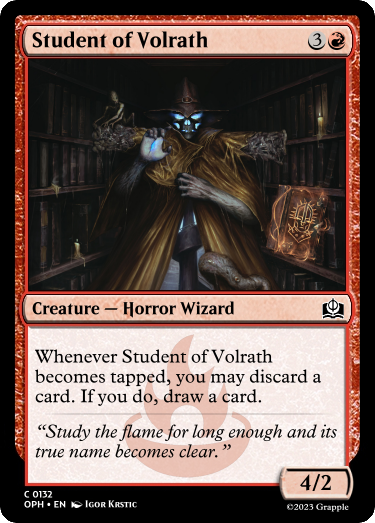 Student of Volrath 3
Creature — Horror Wizard
Whenever Student of Volrath
becomes tapped, you may discard a
card. If you do, draw a card.
“Study the flame for long enough and its
true name becomes clear.”
4/2
C 0132
OPH • EN Igor Krstic
©2023 Grapple